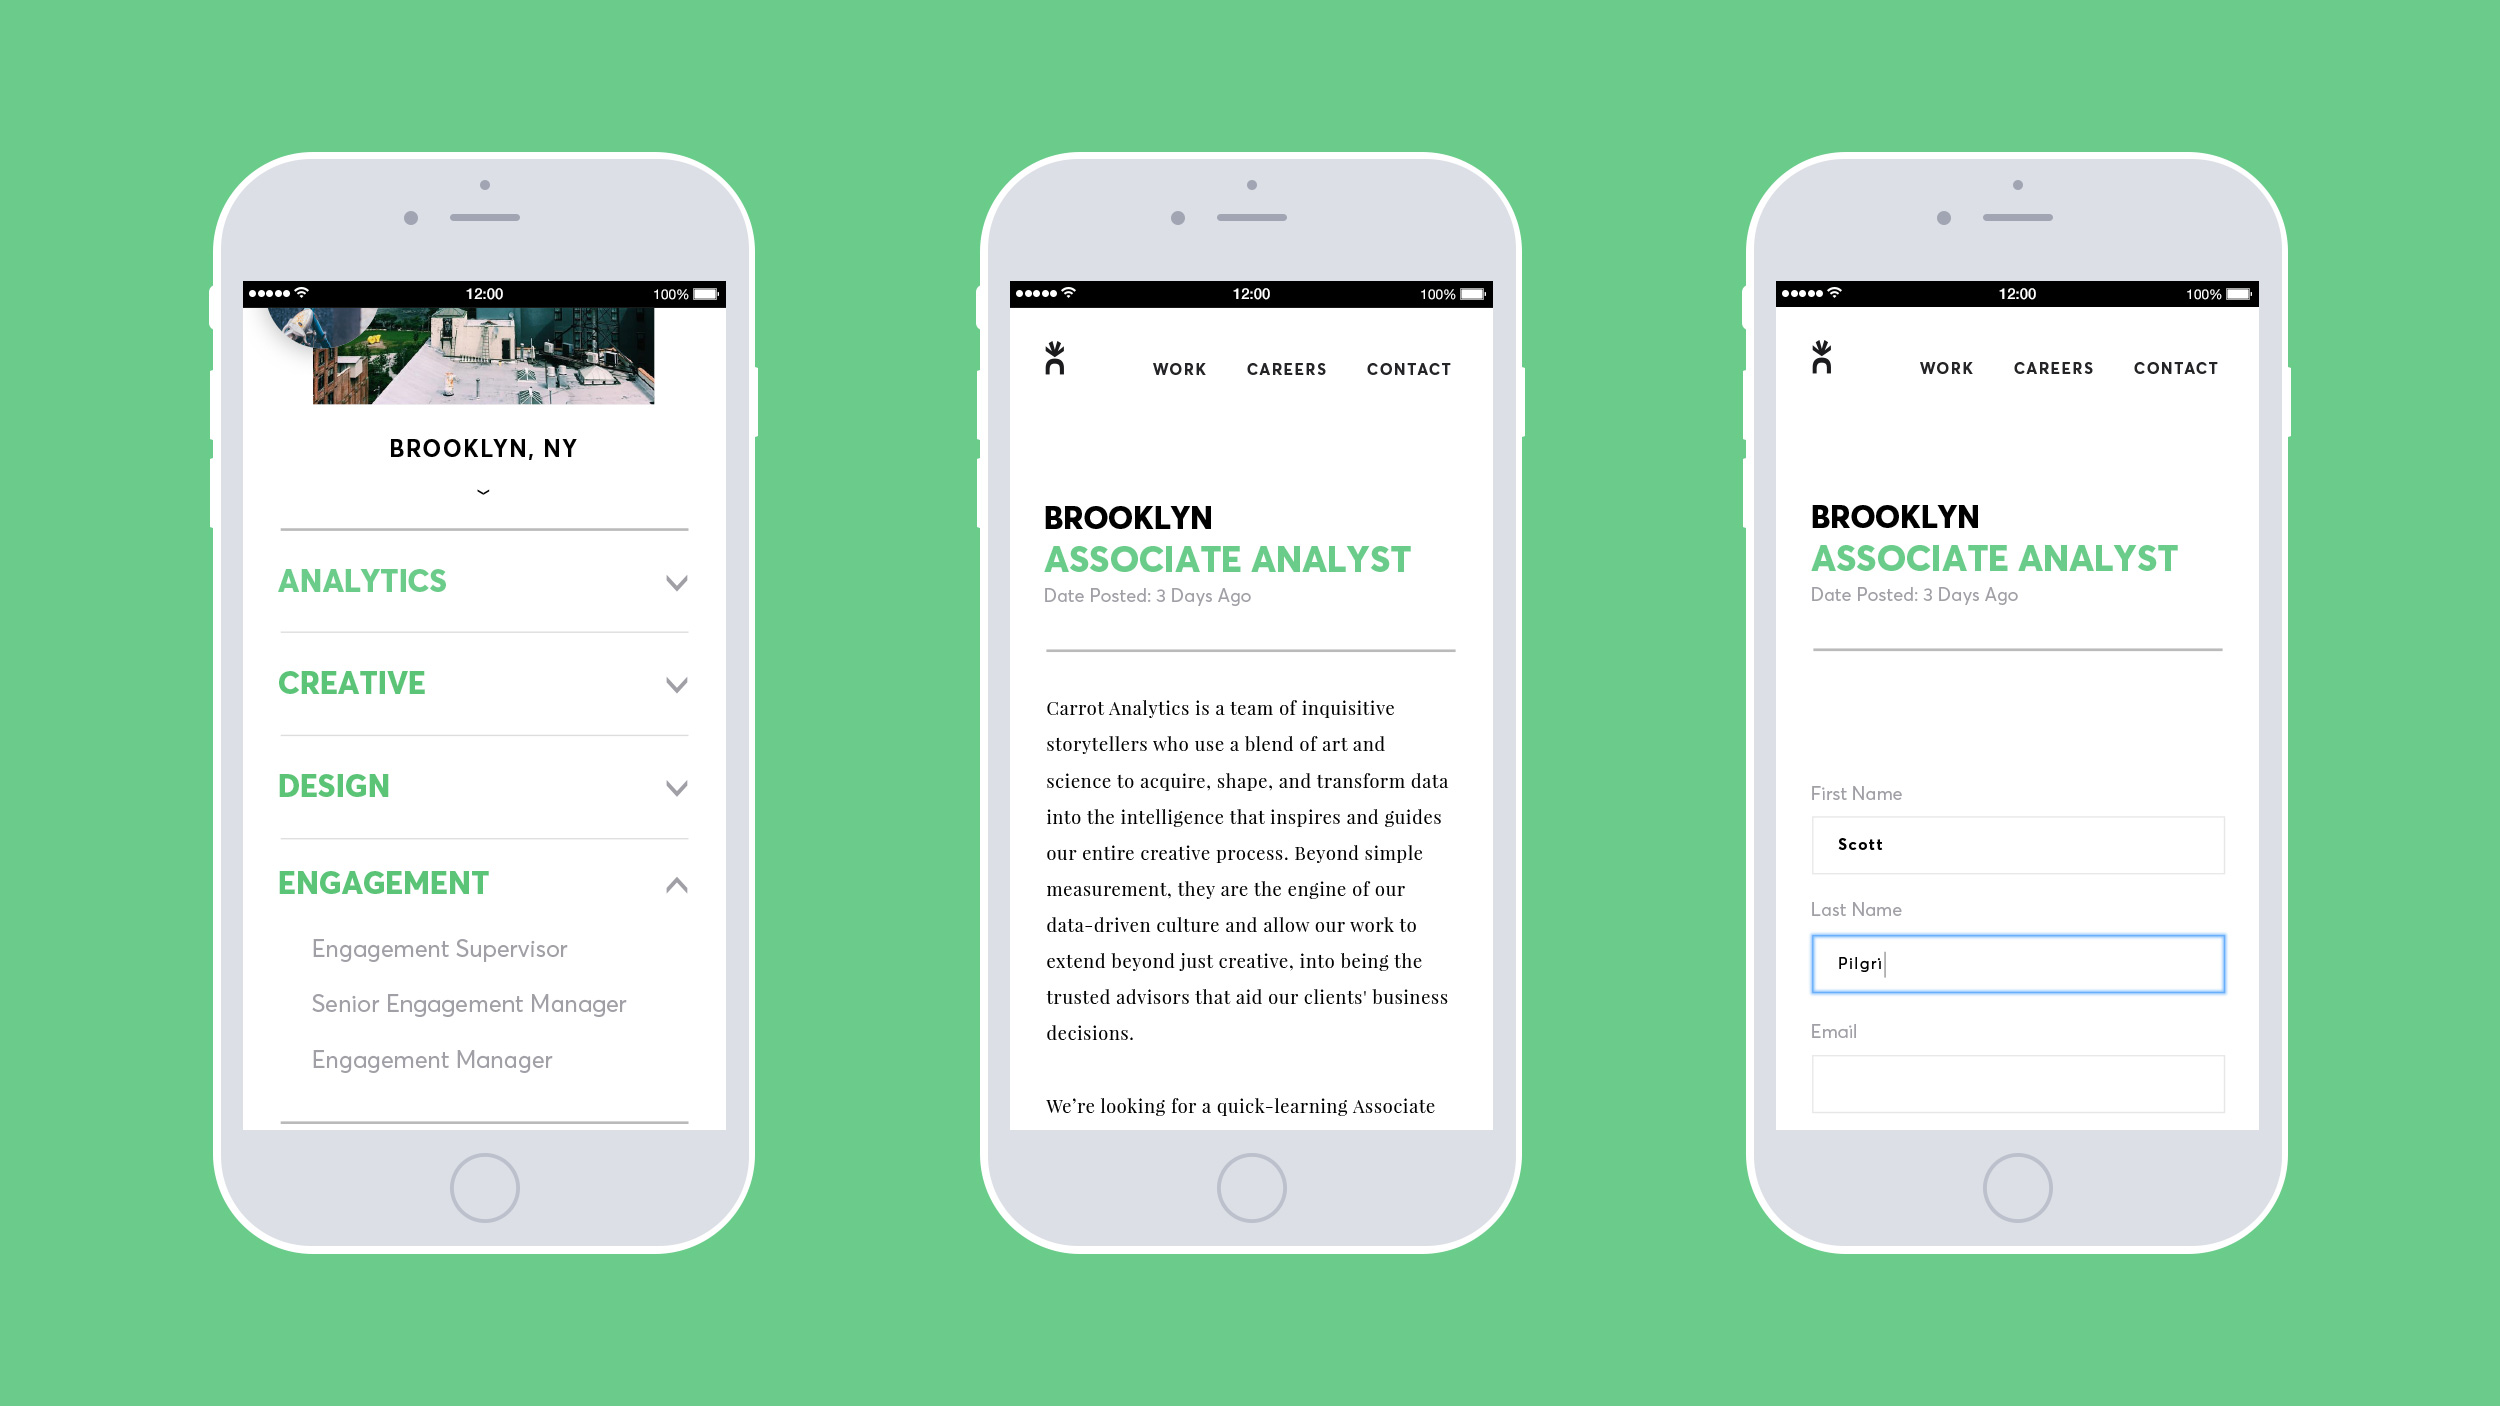 12:00
100%
BROOKLYN, NY
ANALYTICS
CREATIVE
DESIGN
ENGAGEMENT
Engagement Supervisor
Senior Engagement Manager
Engagement Manager
12:00
100%
WORK CAREERS CONTACT
BROOKLYN
ASSOCIATE ANALYST
Date Posted: 3 Days Ago
Carrot Analytics is a team of inquisitive
storytellers who use a blend of art and
science to acquire, shape, and transform data
into the intelligence that inspires and guides
our entire creative process. Beyond simple
measurement, they are the engine of our
data-driven culture and allow our work to
extend beyond just creative, into being the
trusted advisors that aid our clients' business
decisions.
We’re looking for a quick-learning Associate
12:00
100%
WORK CAREERS CONTACT
BROOKLYN
ASSOCIATE ANALYST
Date Posted: 3 Days Ago
First Name
Scott
Last Name
Pilgri
Email